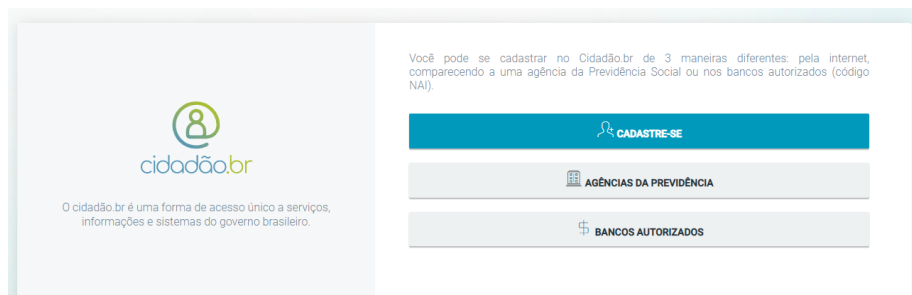 cidadão.br
O cidadão.br é uma forma de acesso único a serviços,
informações e sistemas do governo brasileiro.
Você pode se cadastrar no Cidadão.br de 3 maneiras diferentes: pela internet,
comparecendo a uma agência da Previdência Social ou nos bancos autorizados (código
NAI).
CADASTRE-SE
AGÊNCIAS DA PREVIDÊNCIA
BANCOS AUTORIZADOS